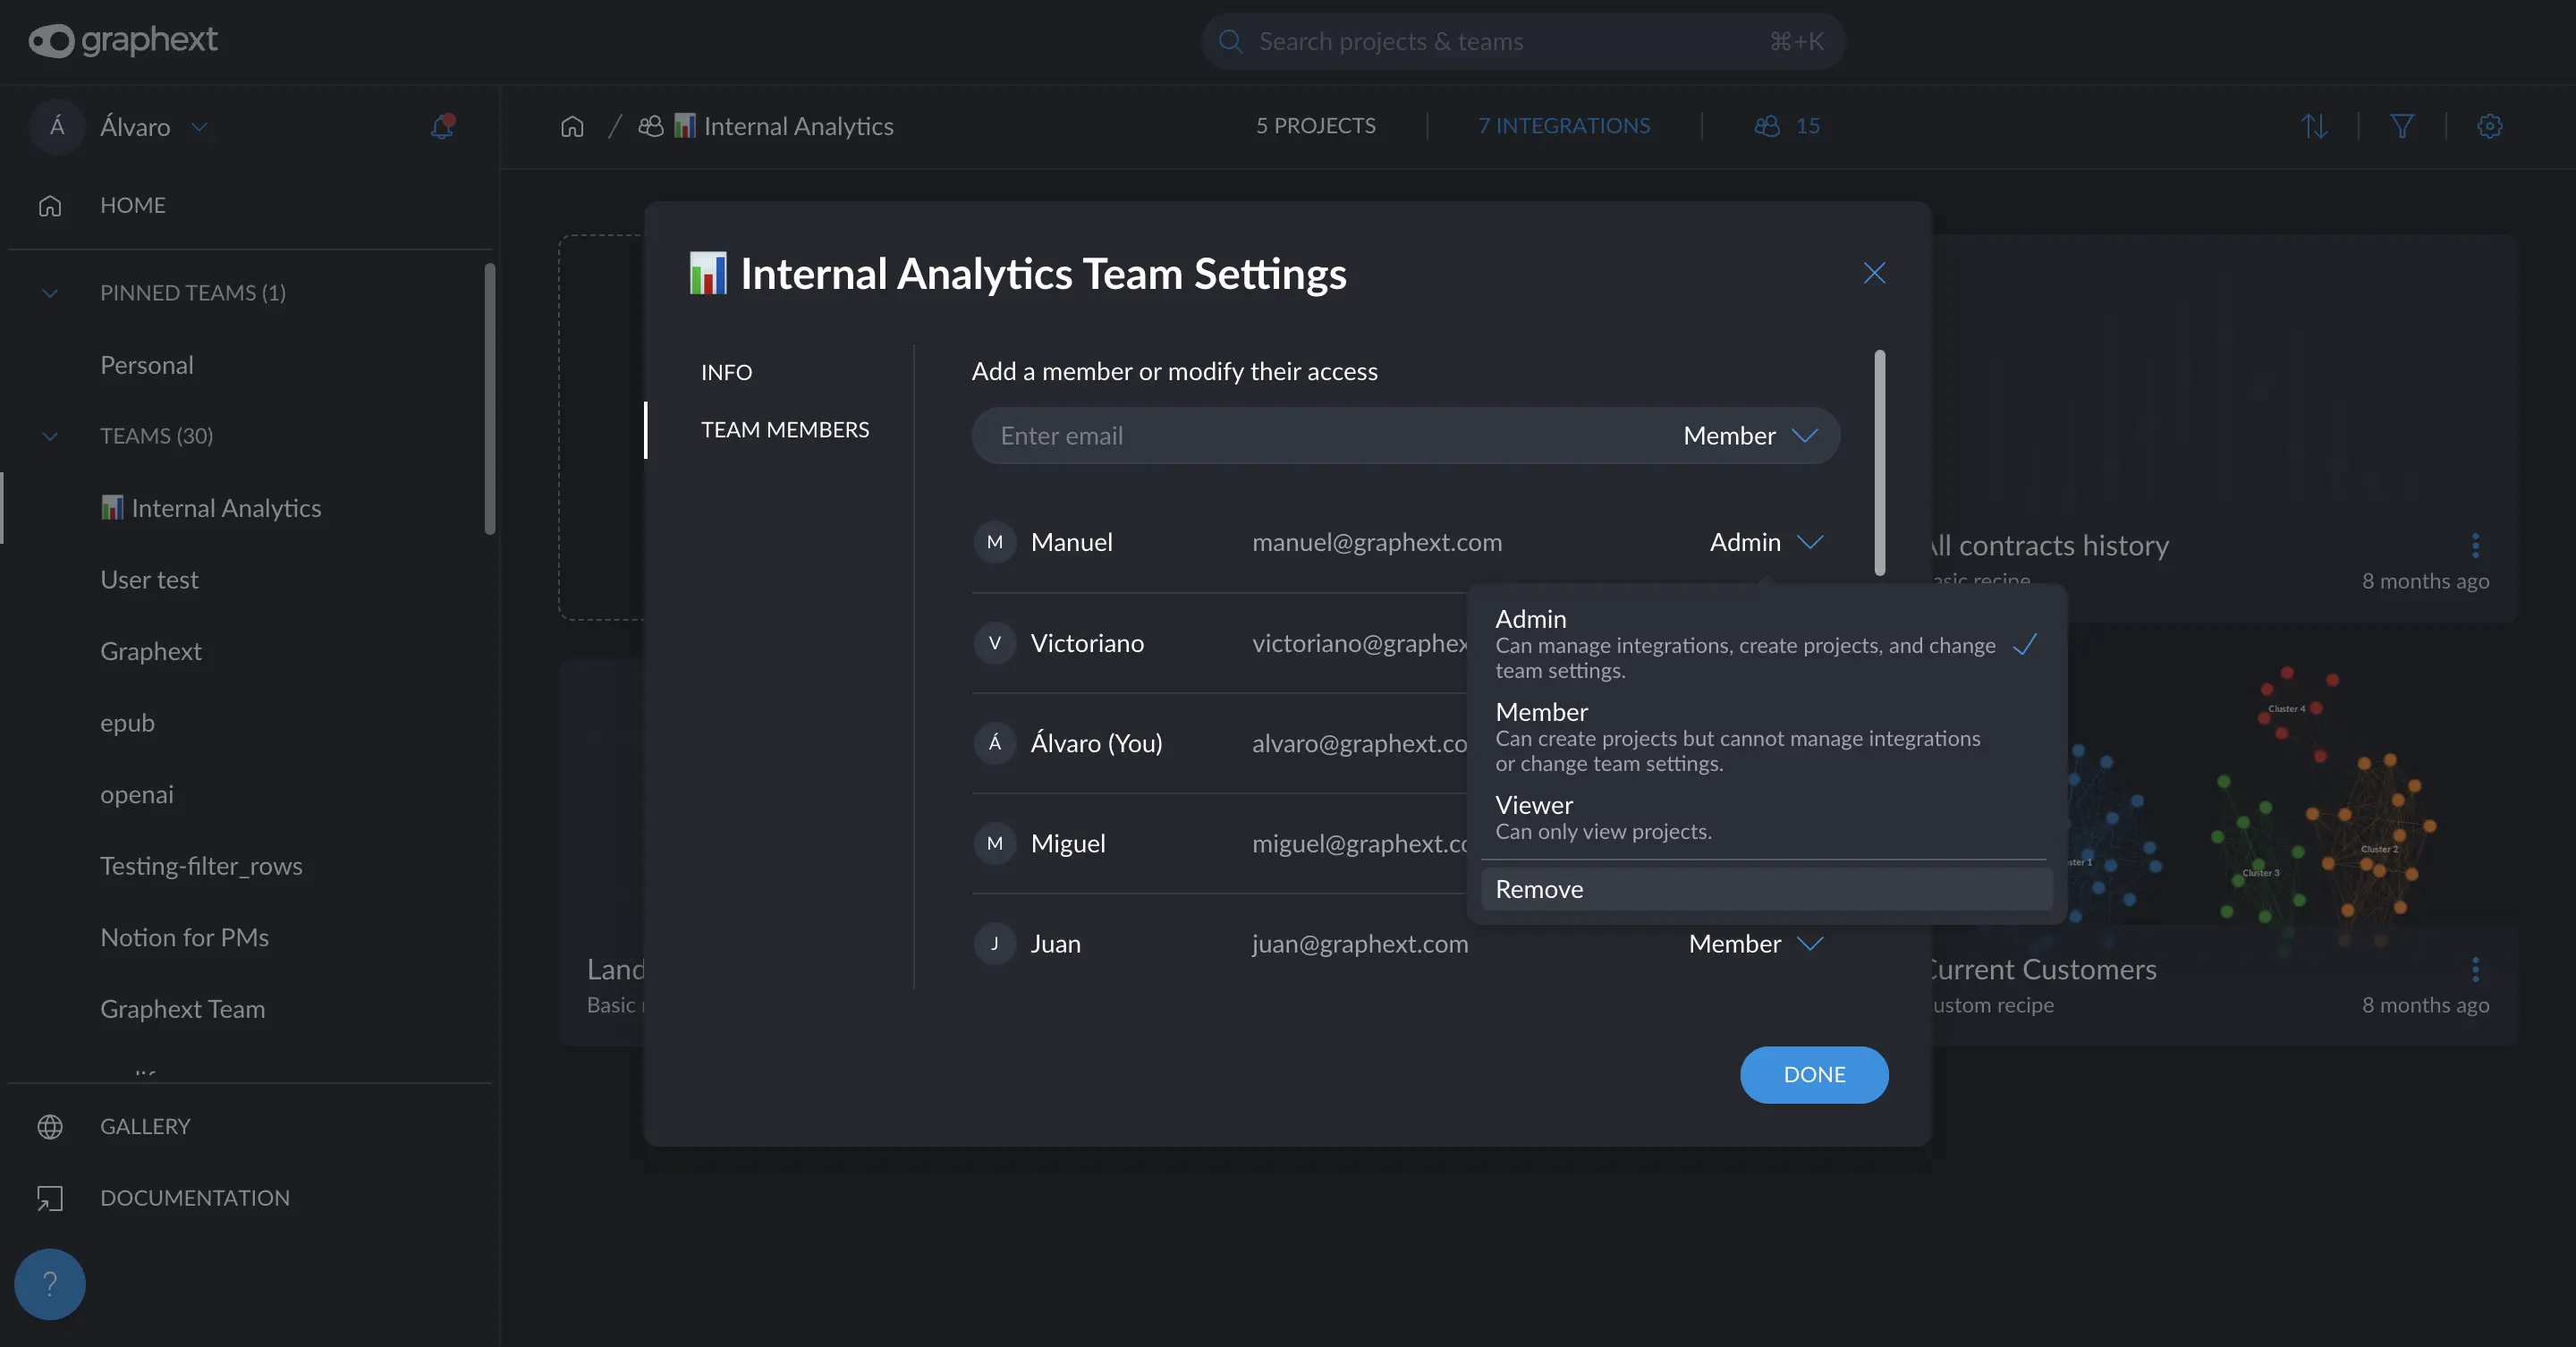 graphext
Search projects & teams
⌘+K
Á
Álvaro
/
Internal Analytics
5 PROJECTS
7 INTEGRATIONS
15
HOME
PINNED TEAMS (1)
Personal
TEAMS (30)
Internal Analytics
User test
Graphext
epub
openai
Testing-filter_rows
Notion for PMs
Graphext Team
GALLERY
DOCUMENTATION
?
Internal Analytics Team Settings
INFO
TEAM MEMBERS
Add a member or modify their access
Enter email
Member
M
Manuel
manuel@graphext.com
Admin
V
Victoriano
victoriano@graphex
Á
Álvaro (You)
alvaro@graphext.co
M
Miguel
miguel@graphext.co
J
Juan
juan@graphext.com
Member
Admin
Can manage integrations, create projects, and change
team settings.
Member
Can create projects but cannot manage integrations
or change team settings.
Viewer
Can only view projects.
Remove
DONE
All contracts history
8 months ago
Cluster 4
Cluster 2
Cluster 3
Land
Basic
Current Customers
ustom recipe
8 months ago